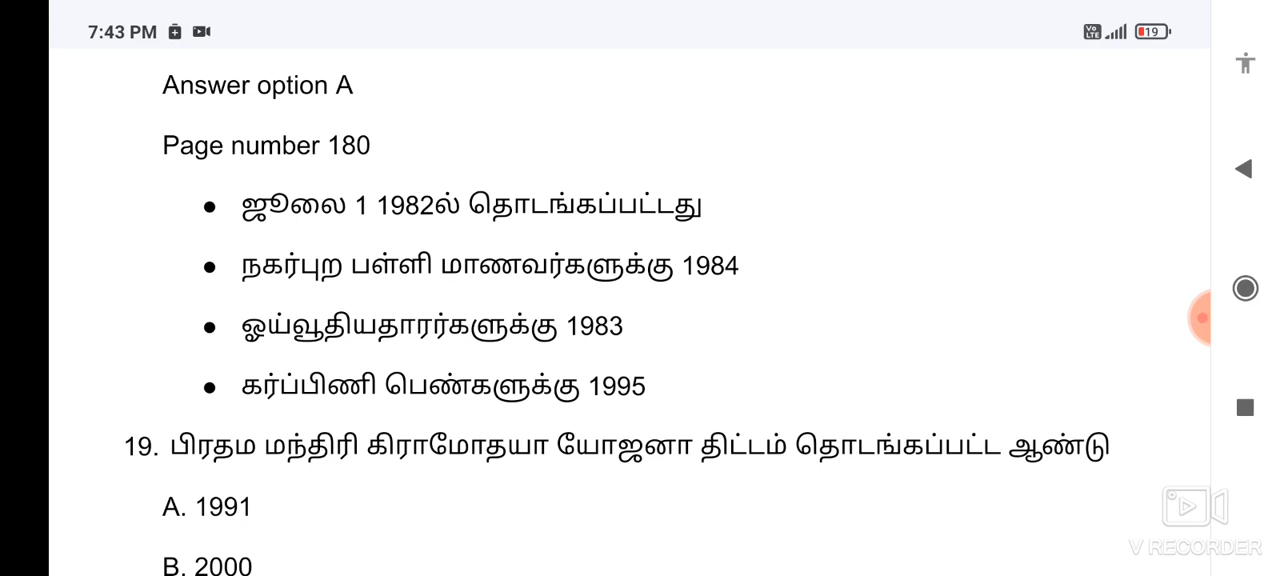 7:43 PM
Vo LTE 19
Answer option A
Page number 180
• ஜூலை 1 1982ல் தொடங்கப்பட்டது
• நகர்புற பள்ளி மாணவர்களுக்கு 1984
• ஓய்வூதியதாரர்களுக்கு 1983
• கர்ப்பிணி பெண்களுக்கு 1995
19. பிரதம மந்திரி கிராமோதயா யோஜனா திட்டம் தொடங்கப்பட்ட ஆண்டு
A. 1991
B. 2000
V RECORDER